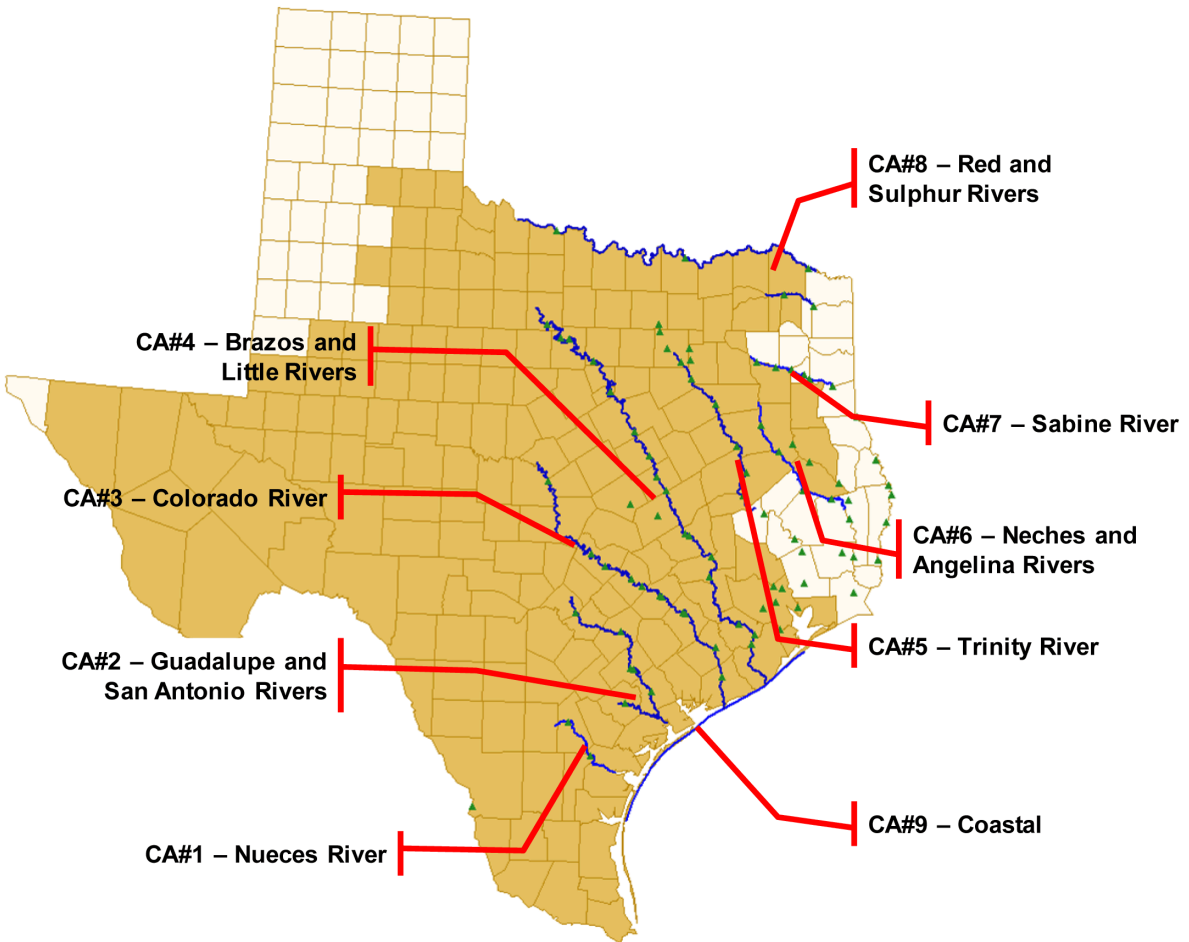 CA#8 – Red and
Sulphur Rivers
CA#4 – Brazos and
Little Rivers
CA#7 – Sabine River
CA#3 – Colorado River
CA#6 – Neches and
Angelina Rivers
CA#5 – Trinity River
CA#2 – Guadalupe and
San Antonio Rivers
CA#9 – Coastal
CA#1 – Nueces River